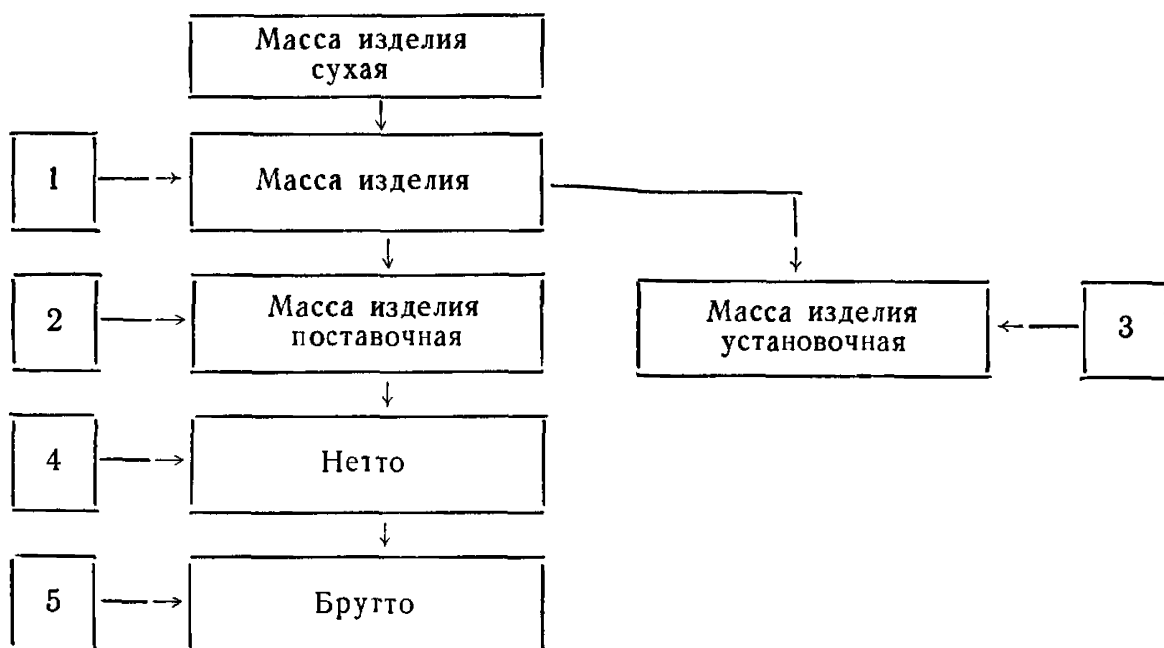 Масса изделия
сухая
1
Масса изделия
2
Масса изделия
поставочная
Масса изделия
установочная
3
4
Нетто
5
Брутто